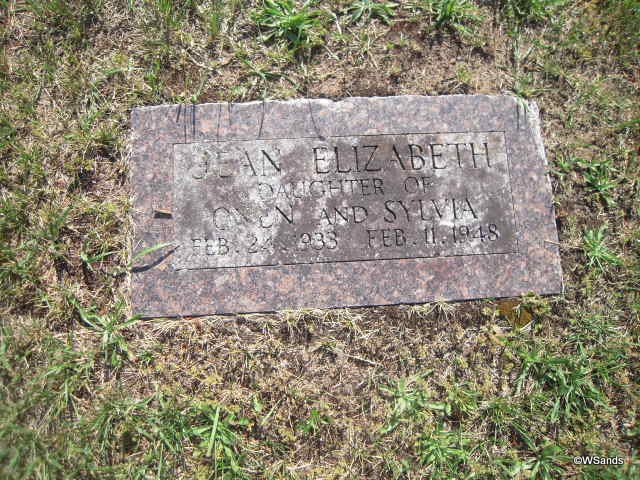 JEAN ELIZABETH
DAUGHTER OF
OWEN AND SYLVIA
FEB. 24, 1933 FEB. 11, 1948
©WSands